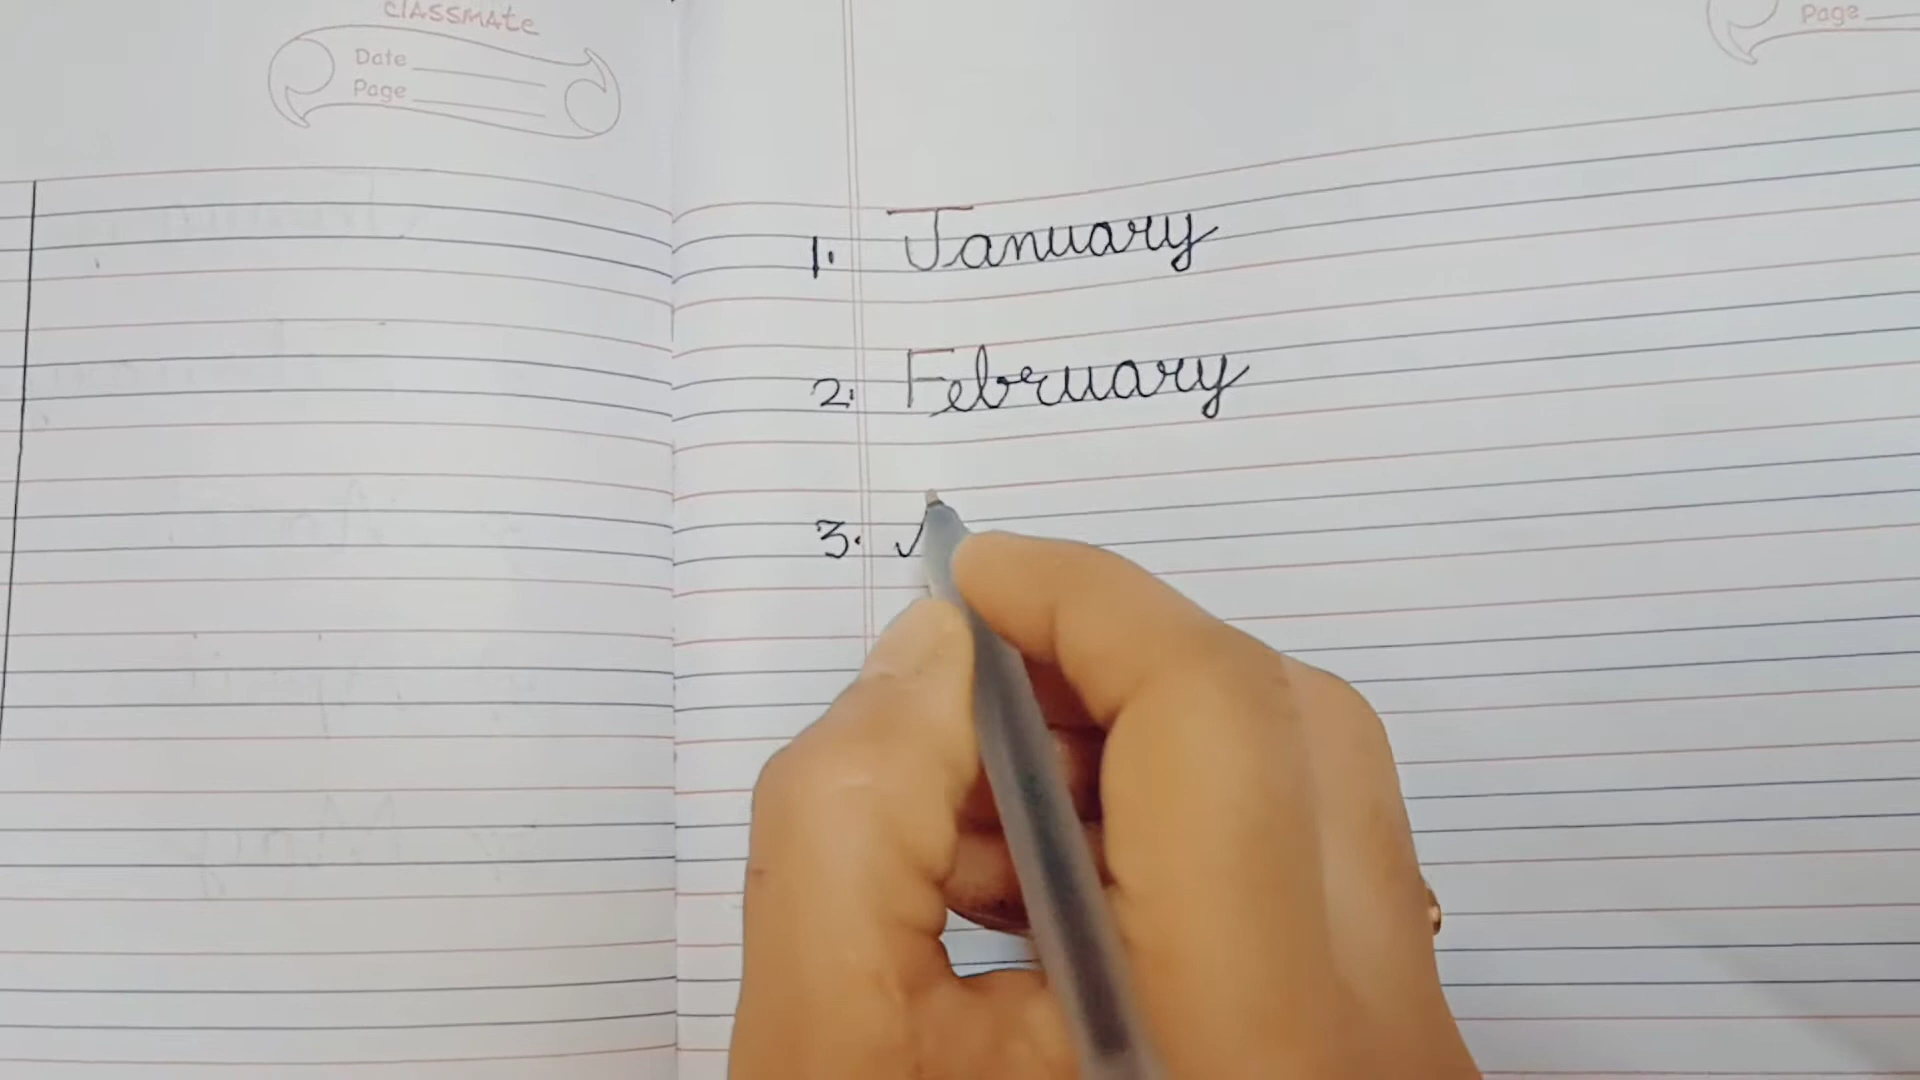 CLASSMATE
Date
Page
Page
1. January
2. February
3.